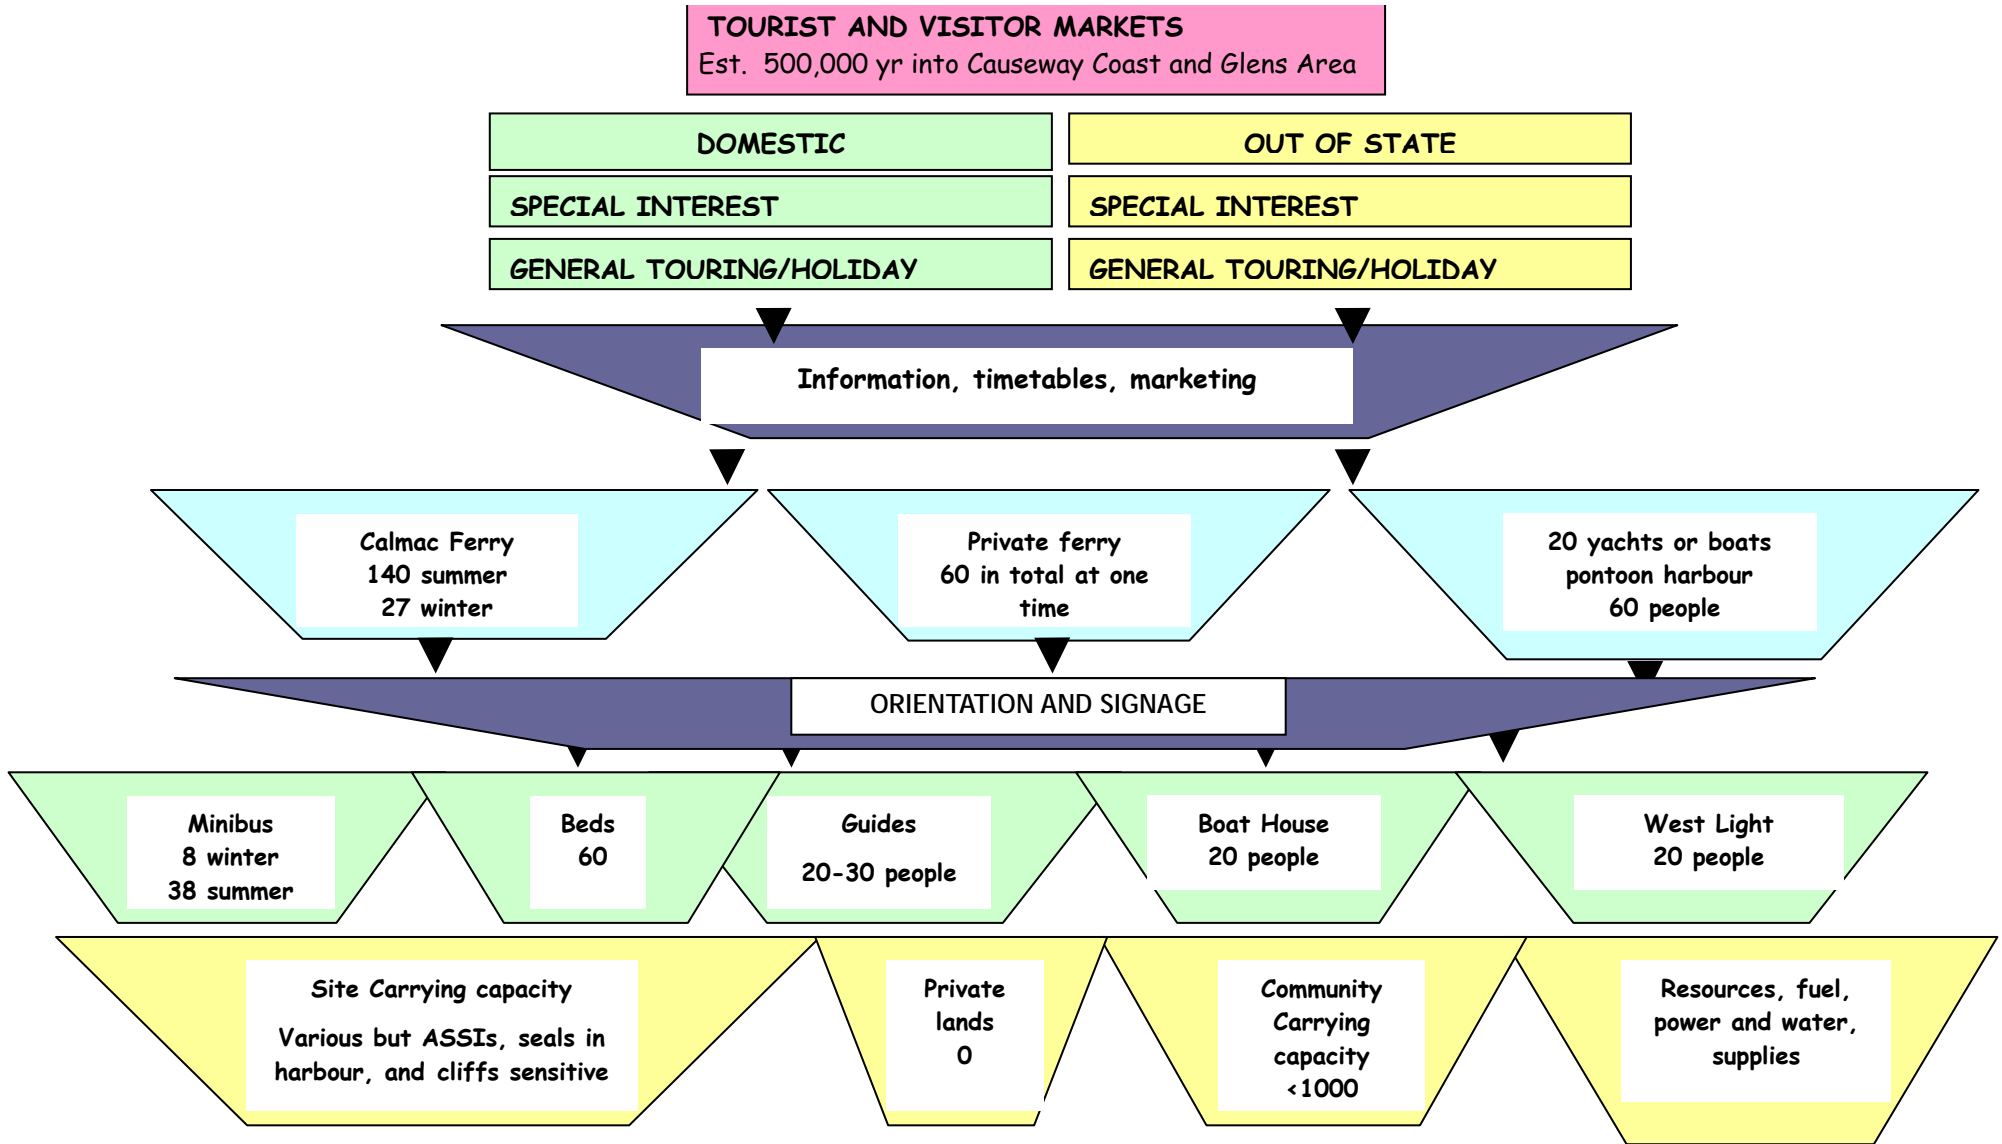 TOURIST AND VISITOR MARKETS
Est. 500,000 yr into Causeway Coast and Glens Area
DOMESTIC
OUT OF STATE
SPECIAL INTEREST
SPECIAL INTEREST
GENERAL TOURING/HOLIDAY
GENERAL TOURING/HOLIDAY
Information, timetables, marketing
Calmac Ferry
140 summer
27 winter
Private ferry
60 in total at one
time
20 yachts or boats
pontoon harbour
60 people
ORIENTATION AND SIGNAGE
Minibus
8 winter
38 summer
Beds
60
Guides
20-30 people
Boat House
20 people
West Light
20 people
Site Carrying capacity
Various but ASSIs, seals in
harbour, and cliffs sensitive
Private
lands
0
Community
Carrying
capacity
<1000
Resources, fuel,
power and water,
supplies